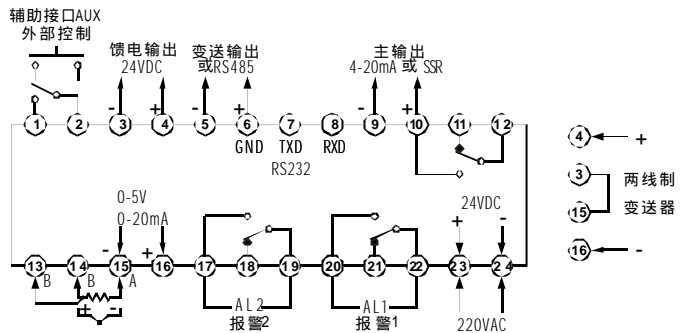 辅助接口AUX
外部控制
馈电输出
24VDC
变送输出
或RS485
主输出
4-20mA 或 SSR
- + - + - +
1 2 3 4 5 6 7 8 9 10 11 12
GND TXD RXD
RS232
0-5V
0-20mA
24VDC
- + + -
13 14 15 16 17 18 19 20 21 22 23 24
B B A
+ -
AL2
报警2
AL1
报警1
220VAC
4 +
3 两线制
15 变送器
16 -